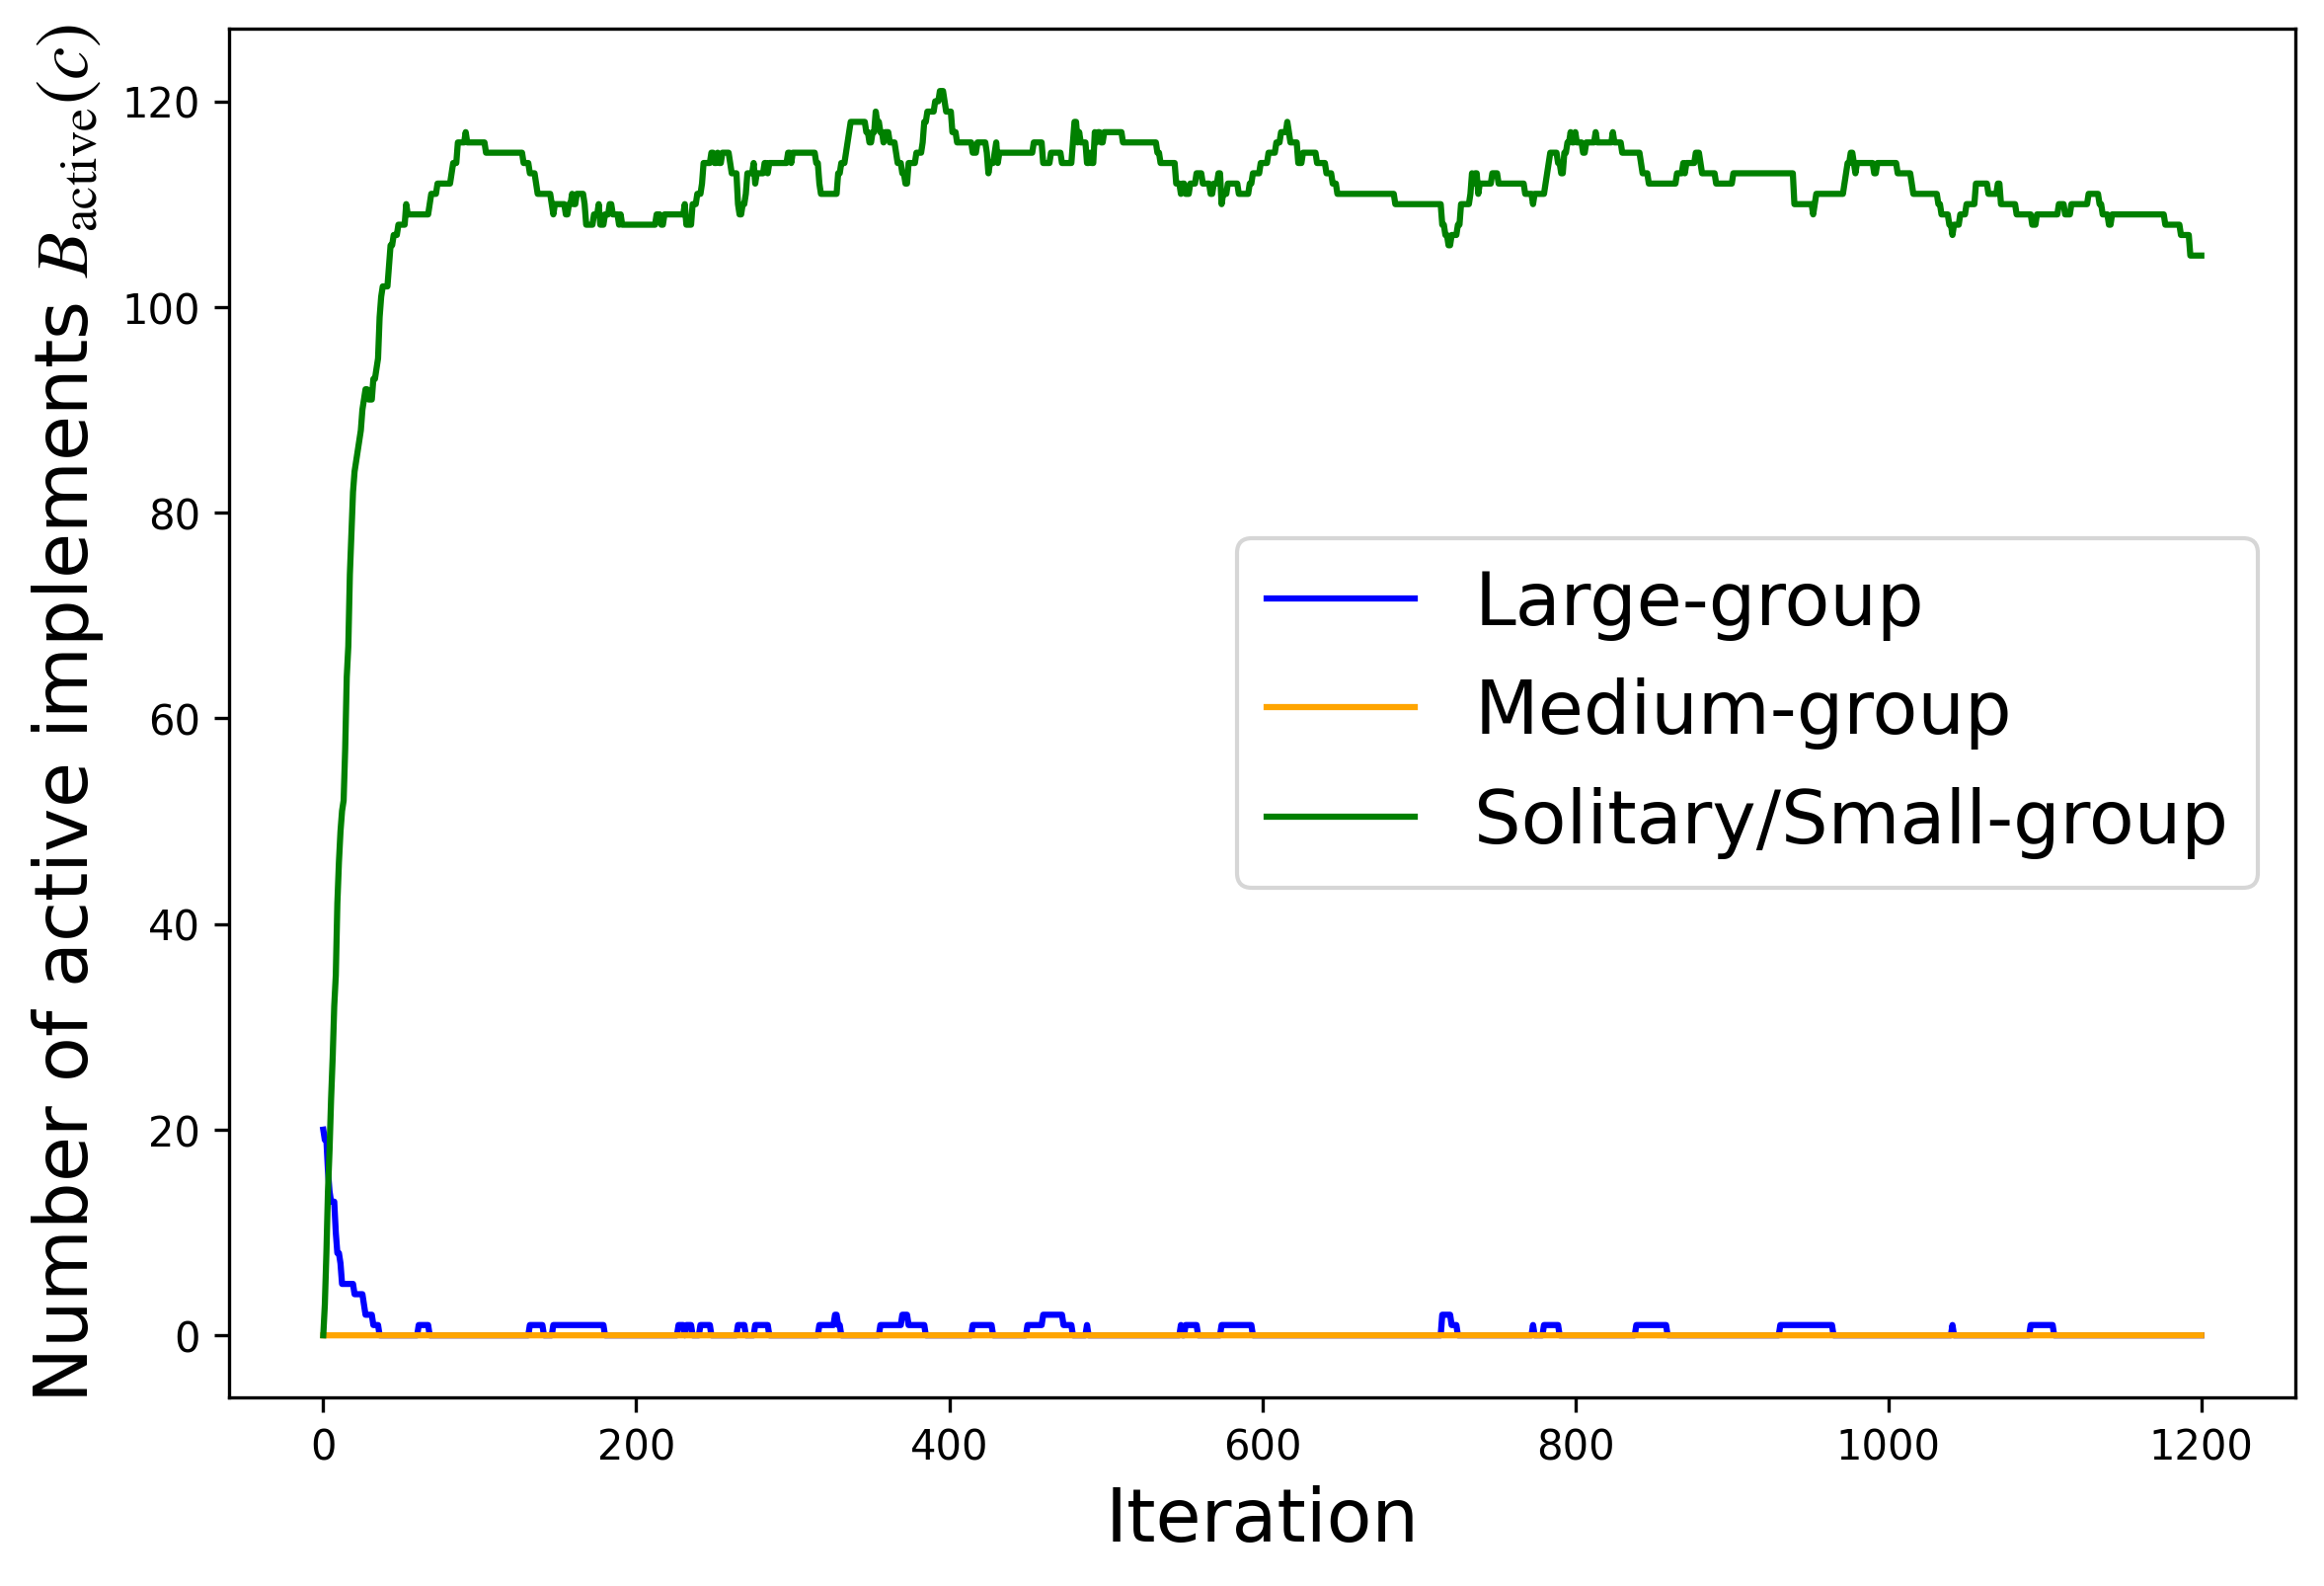 Number of active implements B_active(c)
120
100
80
60
40
20
0
Large-group
Medium-group
Solitary/Small-group
0 200 400 600 800 1000 1200
Iteration